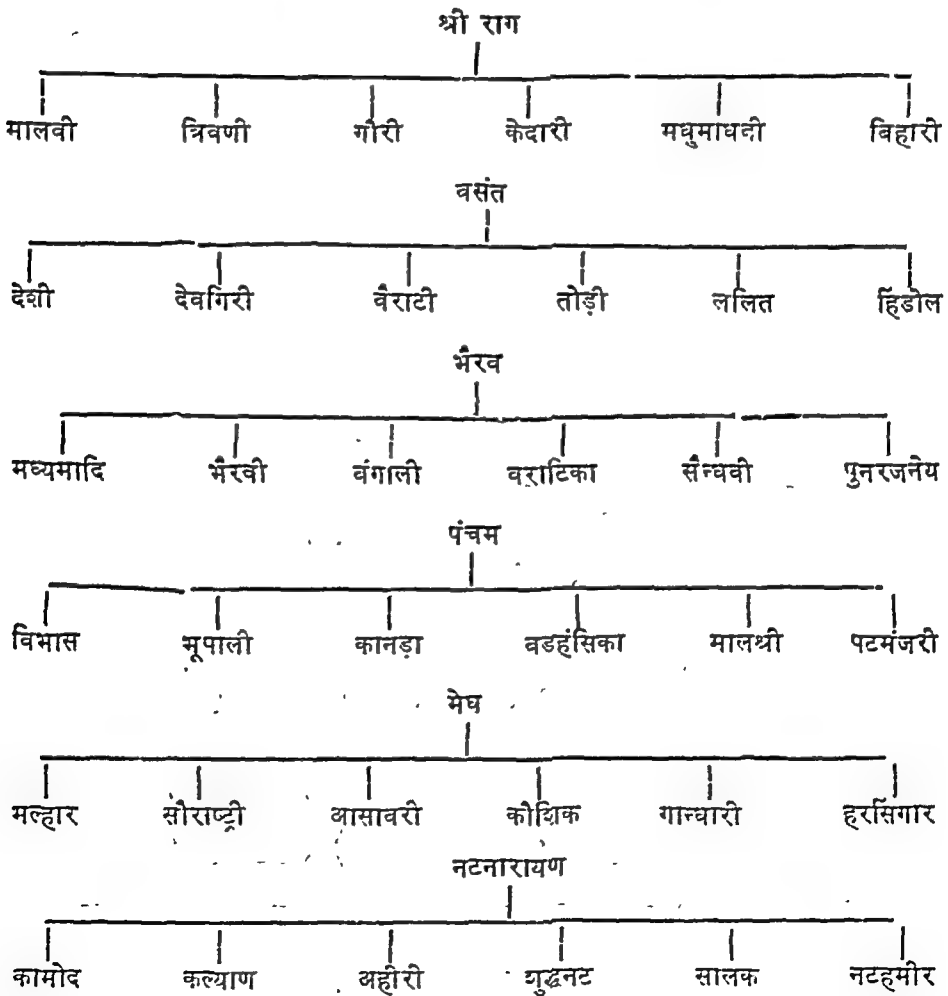 श्री राग
मालवी त्रिवणी गौरी केदारी मधुमाधवी बिहारी
वसंत
देशी देवगिरी वैराटी तोड़ी ललित हिंडोल
भैरव
मध्यमादि भैरवी बंगाली वराटिका सैन्धवी पुनरजनेय
पंचम
विभास भूपाली कानड़ा वडहंसिका मालश्री पटमंजरी
मेघ
मल्हार सौराष्ट्री आसावरी कौशिक गान्धारी हरसिंगार
नटनारायण
कामोद कल्याण अहीरी शुद्धनट सालक नटहमीर